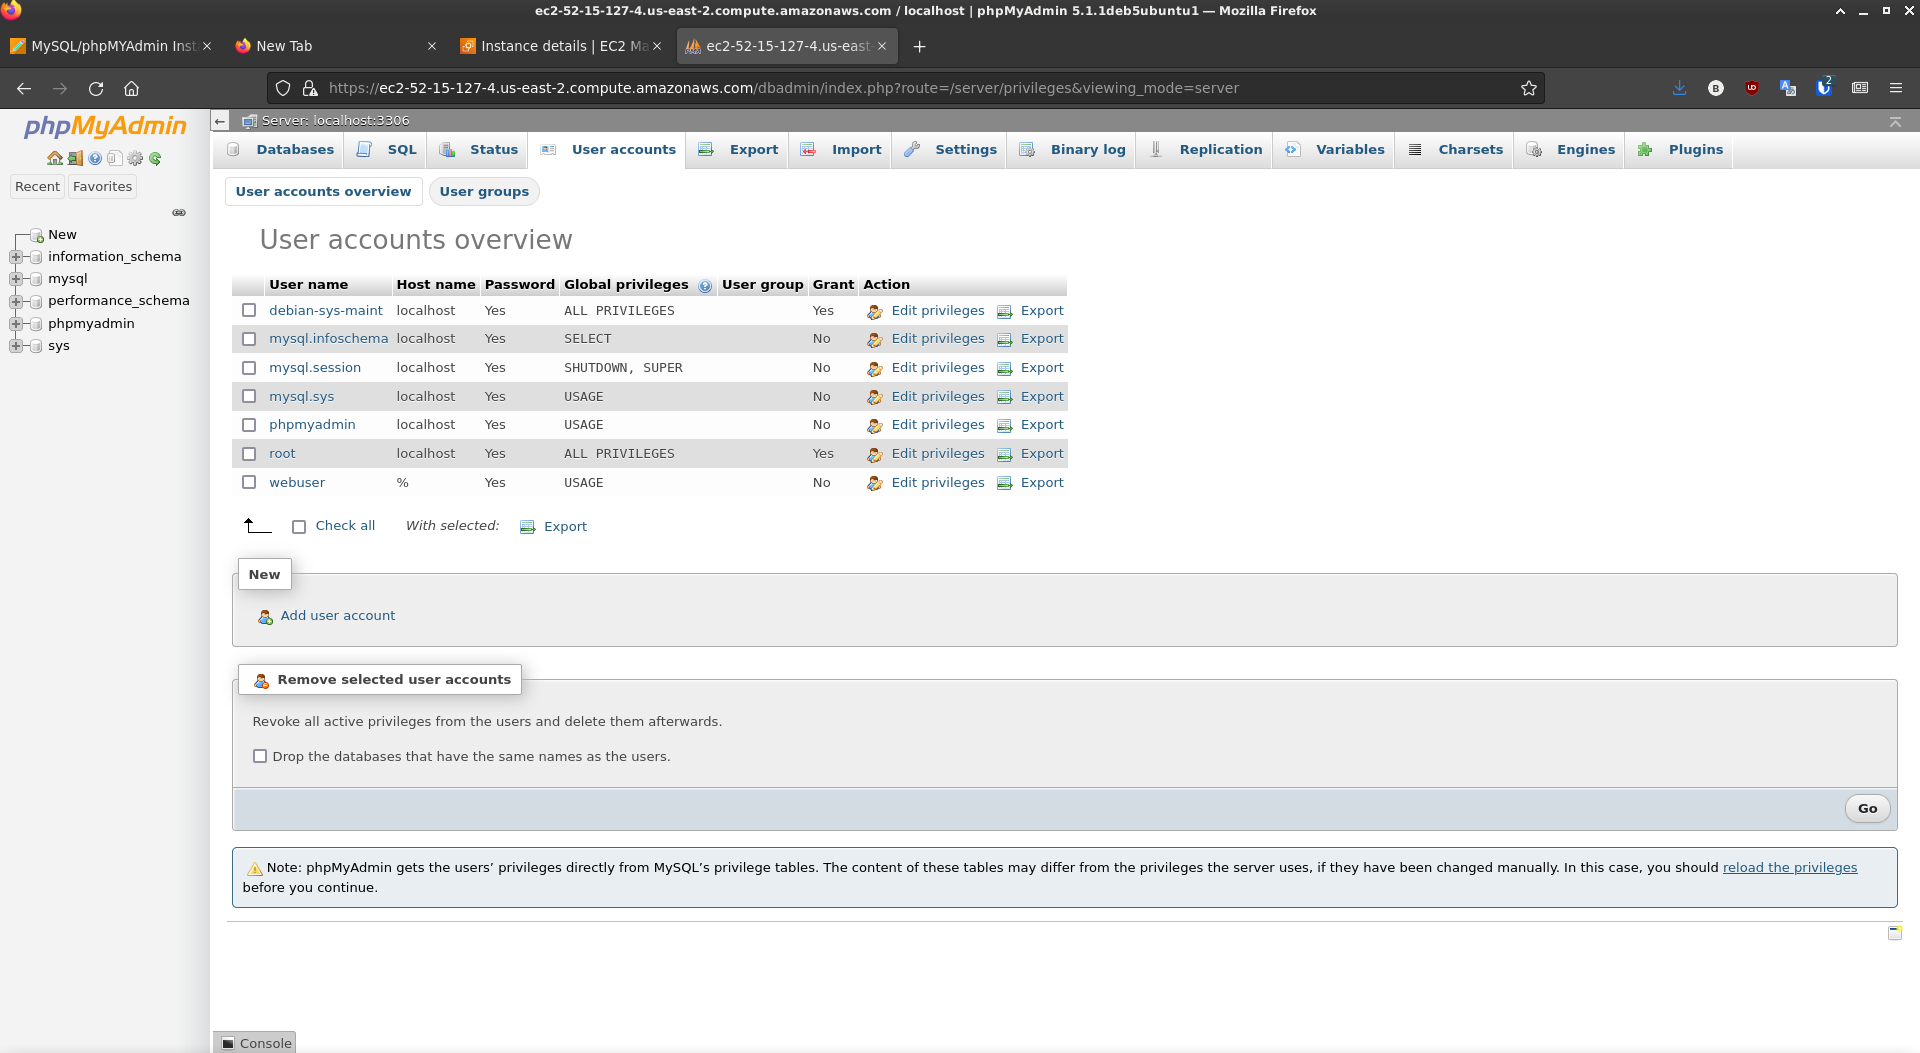 ec2-52-15-127-4.us-east-2.compute.amazonaws.com / localhost | phpMyAdmin 5.1.1deb5ubuntu1 — Mozilla Firefox
MySQL/phpMYAdmin Inst
New Tab
Instance details | EC2 Ma
ec2-52-15-127-4.us-east-
https://ec2-52-15-127-4.us-east-2.compute.amazonaws.com/dbadmin/index.php?route=/server/privileges&viewing_mode=server
B
2
phpMyAdmin
Recent Favorites
New
information_schema
mysql
performance_schema
phpmyadmin
sys
Server: localhost:3306
Databases SQL Status User accounts Export Import Settings Binary log Replication Variables Charsets Engines Plugins
User accounts overview User groups
User accounts overview
User name Host name Password Global privileges User group Grant Action
debian-sys-maint localhost Yes ALL PRIVILEGES Yes Edit privileges Export
mysql.infoschema localhost Yes SELECT No Edit privileges Export
mysql.session localhost Yes SHUTDOWN, SUPER No Edit privileges Export
mysql.sys localhost Yes USAGE No Edit privileges Export
phpmyadmin localhost Yes USAGE No Edit privileges Export
root localhost Yes ALL PRIVILEGES Yes Edit privileges Export
webuser % Yes USAGE No Edit privileges Export
Check all With selected: Export
New
Add user account
Remove selected user accounts
Revoke all active privileges from the users and delete them afterwards.
Drop the databases that have the same names as the users.
Go
Note: phpMyAdmin gets the users’ privileges directly from MySQL’s privilege tables. The content of these tables may differ from the privileges the server uses, if they have been changed manually. In this case, you should reload the privileges
before you continue.
Console